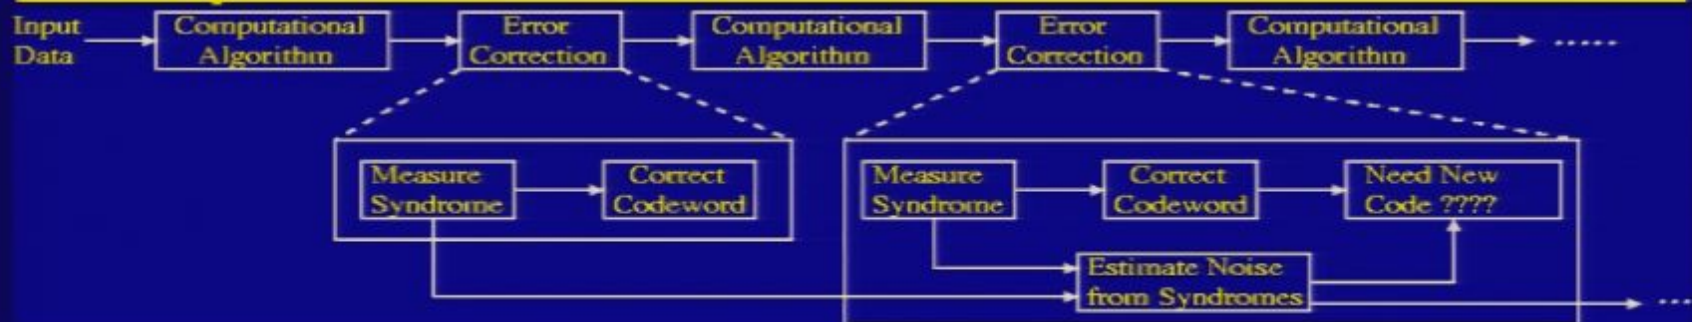 Input
Data
Computational
Algorithm
Error
Correction
Computational
Algorithm
Error
Correction
Computational
Algorithm
.....
Measure
Syndrome
Correct
Codeword
Measure
Syndrome
Correct
Codeword
Need New
Code ????
Estimate Noise
from Syndromes
....